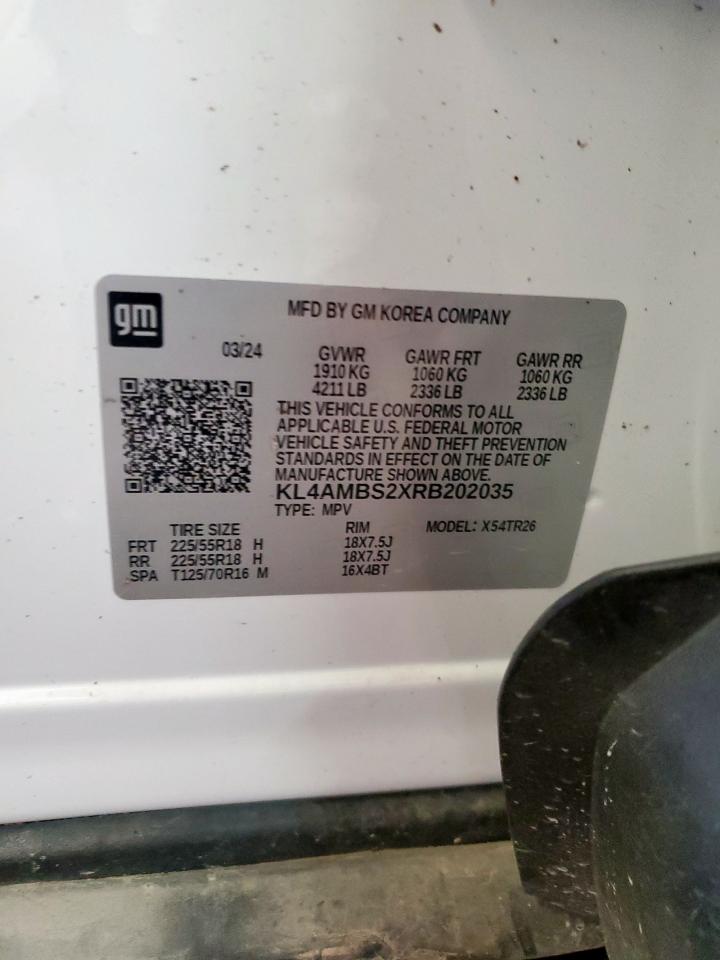 gm
MFD BY GM KOREA COMPANY
03/24
GVWR GAWR FRT GAWR RR
1910 KG 1060 KG 1060 KG
4211 LB 2336 LB 2336 LB
THIS VEHICLE CONFORMS TO ALL
APPLICABLE U.S. FEDERAL MOTOR
VEHICLE SAFETY AND THEFT PREVENTION
STANDARDS IN EFFECT ON THE DATE OF
MANUFACTURE SHOWN ABOVE.
KL4AMBS2XRB202035
TYPE: MPV
TIRE SIZE RIM MODEL: X54TR26
FRT 225/55R18 H 18X7.5J
RR 225/55R18 H 18X7.5J
SPA T125/70R16 M 16X4BT